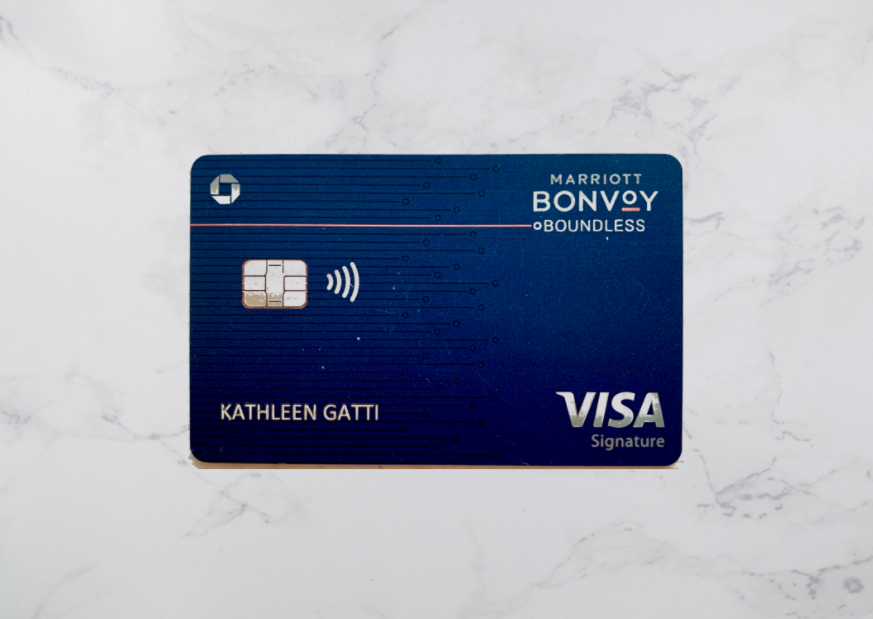 MARRIOTT
BONVOY
BOUNDLESS
KATHLEEN GATTI
VISA
Signature